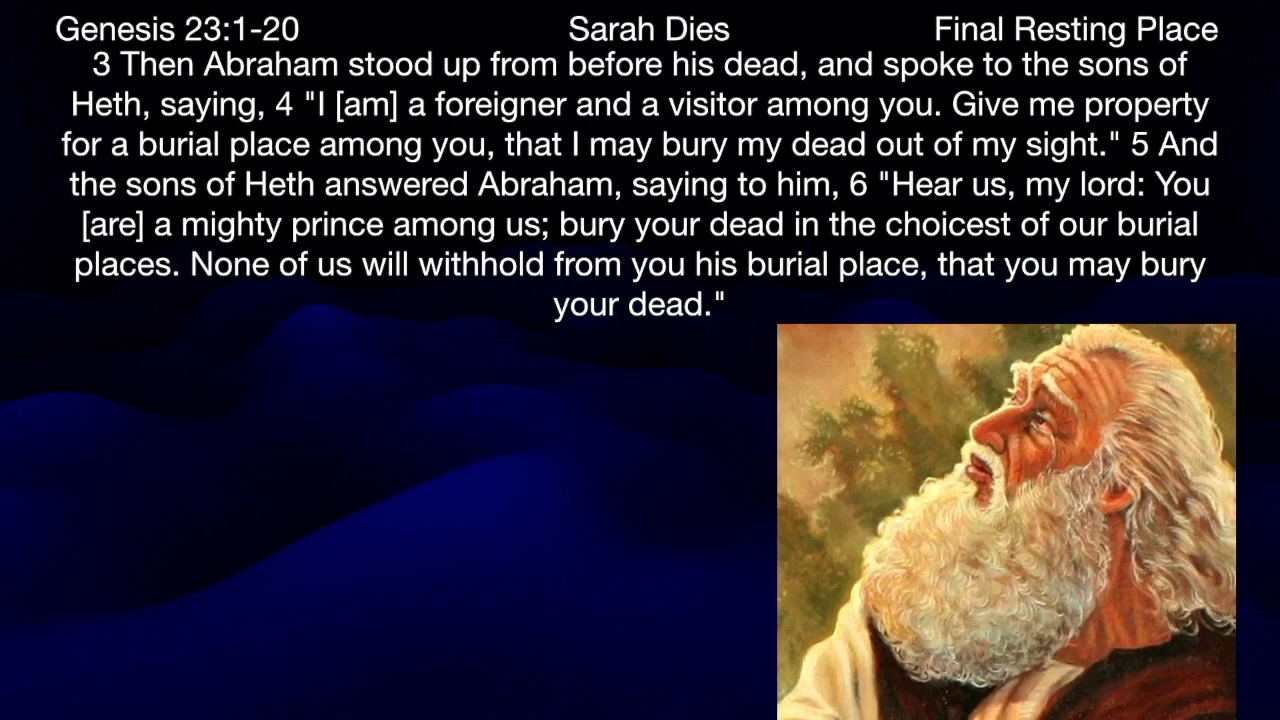 Genesis 23:1-20 Sarah Dies Final Resting Place
3 Then Abraham stood up from before his dead, and spoke to the sons of
Heth, saying, 4 "I [am] a foreigner and a visitor among you. Give me property
for a burial place among you, that I may bury my dead out of my sight." 5 And
the sons of Heth answered Abraham, saying to him, 6 "Hear us, my lord: You
[are] a mighty prince among us; bury your dead in the choicest of our burial
places. None of us will withhold from you his burial place, that you may bury
your dead."